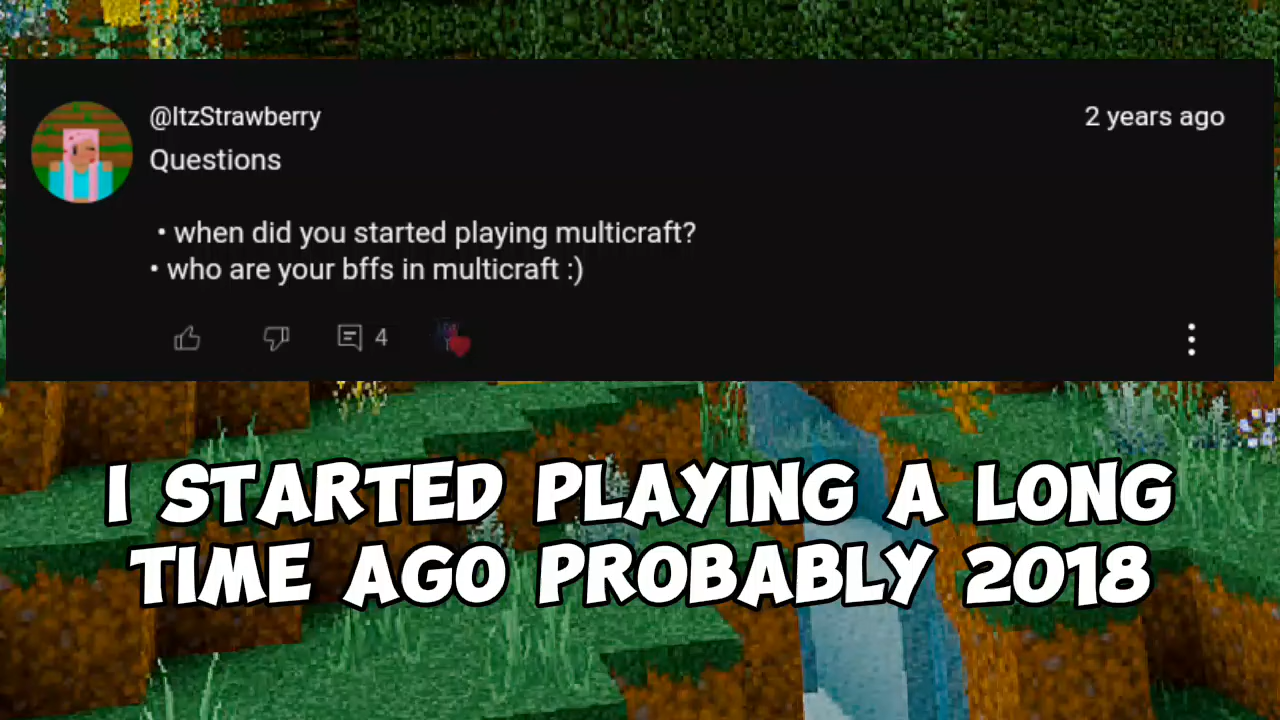 @ItzStrawberry
2 years ago
Questions
• when did you started playing multicraft?
• who are your bffs in multicraft :)
4
I STARTED PLAYING A LONG
TIME AGO PROBABLY 2018